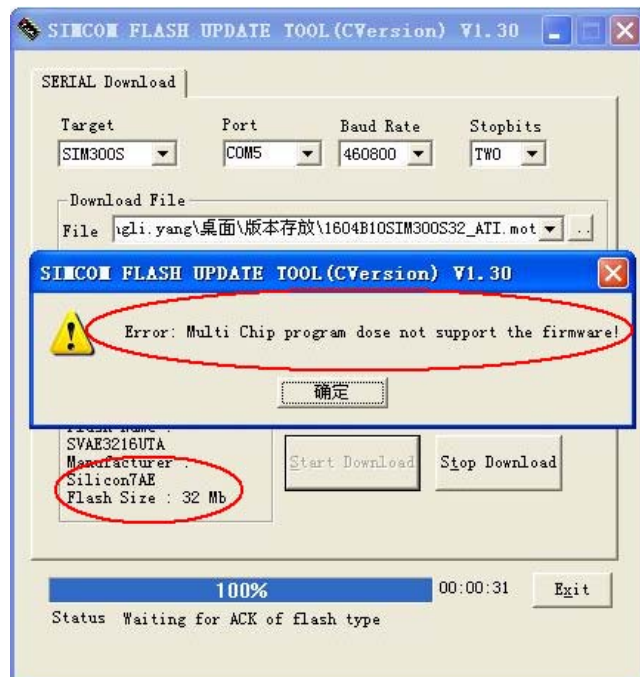 SIMCOM FLASH UPDATE TOOL(CVersion) V1.30
SERIAL Download
Target Port Baud Rate Stopbits
SIM300S COM5 460800 TWO
Download File
File ngli.yang\桌面\版本存放\1604B10SIM300S32_ATI.mot ..
SIMCOM FLASH UPDATE TOOL(CVersion) V1.30
Error: Multi Chip program dose not support the firmware!
确定
Flash Name :
SVAE3216UTA
Manufacturer :
Silicon7AE
Flash Size : 32 Mb
Start Download Stop Download
100% 00:00:31 Exit
Status Waiting for ACK of flash type